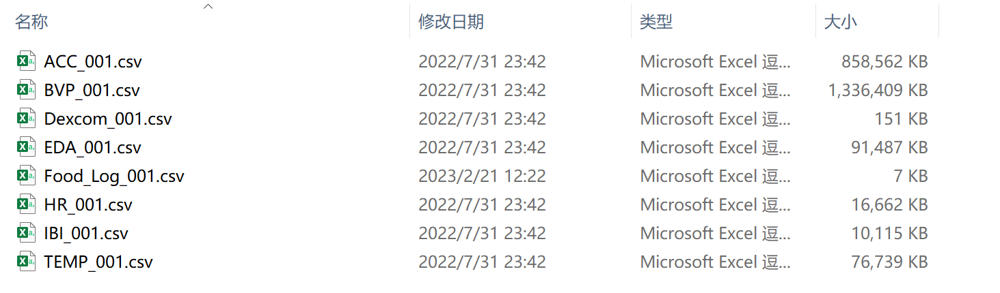 名称 修改日期 类型 大小
ACC_001.csv 2022/7/31 23:42 Microsoft Excel 逗... 858,562 KB
BVP_001.csv 2022/7/31 23:42 Microsoft Excel 逗... 1,336,409 KB
Dexcom_001.csv 2022/7/31 23:42 Microsoft Excel 逗... 151 KB
EDA_001.csv 2022/7/31 23:42 Microsoft Excel 逗... 91,487 KB
Food_Log_001.csv 2023/2/21 12:22 Microsoft Excel 逗... 7 KB
HR_001.csv 2022/7/31 23:42 Microsoft Excel 逗... 16,662 KB
IBI_001.csv 2022/7/31 23:42 Microsoft Excel 逗... 10,115 KB
TEMP_001.csv 2022/7/31 23:42 Microsoft Excel 逗... 76,739 KB